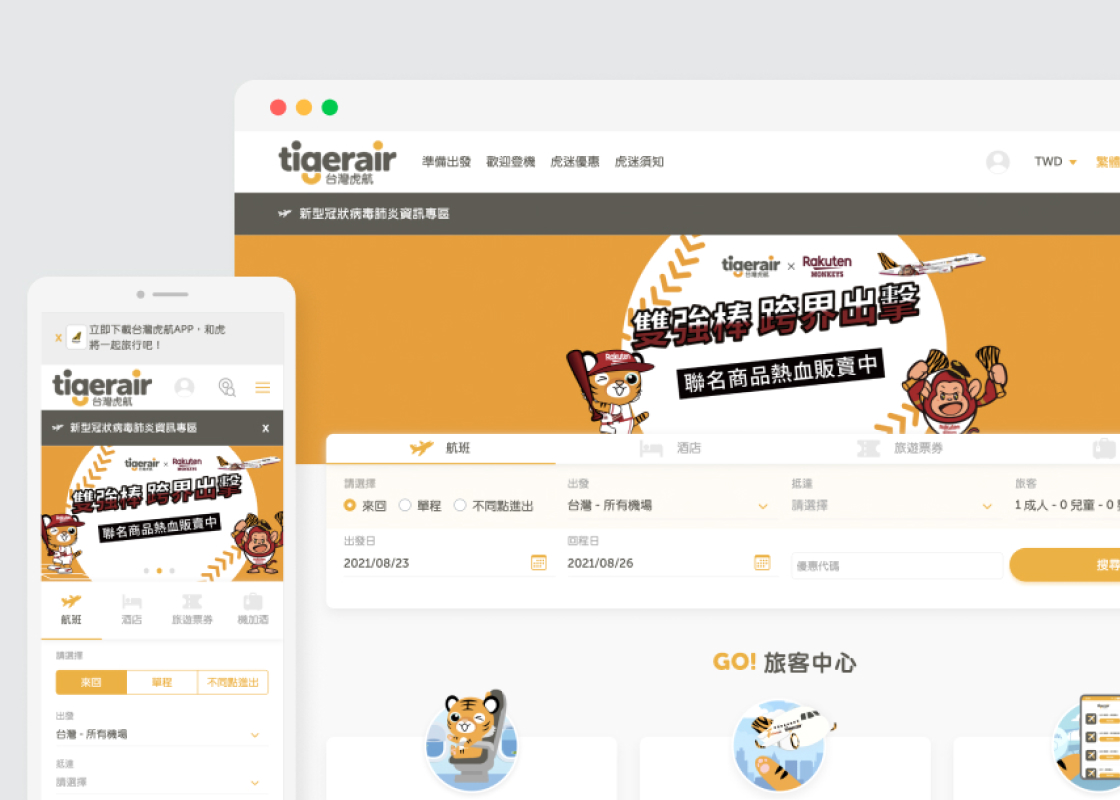 tigerair
台灣虎航
準備出發 歡迎登機 虎迷優惠 虎迷須知
TWD
繁體
新型冠狀病毒肺炎資訊專區
tigerair 台灣虎航 × Rakuten MONKEYS
雙強棒 跨界出擊
聯名商品熱血販賣中
Rakuten
航班
酒店
旅遊票券
請選擇
來回 單程 不同點進出
出發
台灣 - 所有機場
抵達
請選擇
旅客
1 成人 - 0 兒童 - 0
出發日
2021/08/23
回程日
2021/08/26
優惠代碼
搜尋
GO! 旅客中心
x
立即下載台灣虎航APP，和虎
將一起旅行吧！
tigerair
台灣虎航
新型冠狀病毒肺炎資訊專區
x
tigerair × Rakuten MONKEYS
雙強棒 跨界出擊
聯名商品熱血販賣中
航班
酒店
旅遊票券
機加酒
請選擇
來回
單程
不同點進出
出發
台灣 - 所有機場
抵達
請選擇